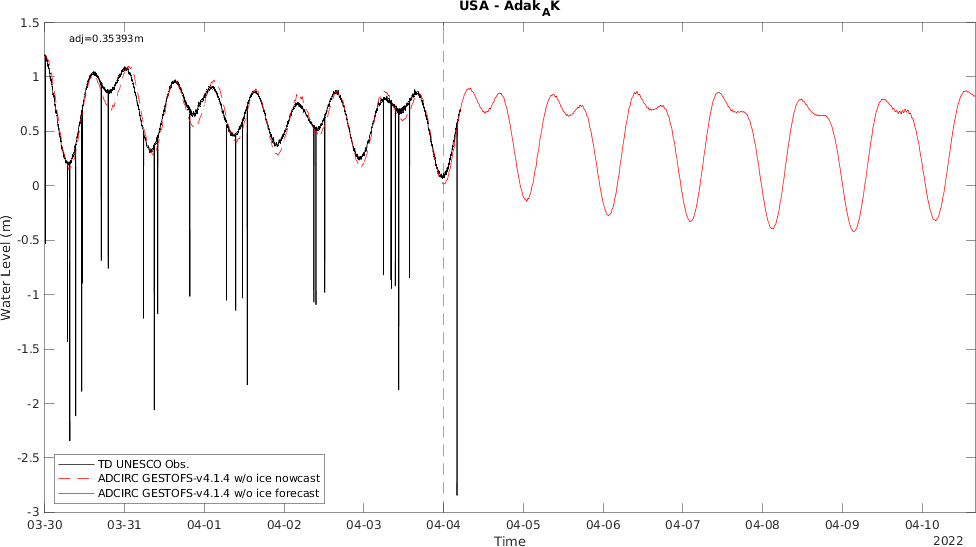 USA - Adak_AK
adj=0.35393m
1.5
1
0.5
0
-0.5
-1
-1.5
-2
-2.5
-3
Water Level (m)
TD UNESCO Obs.
ADCIRC GESTOFS-v4.1.4 w/o ice nowcast
ADCIRC GESTOFS-v4.1.4 w/o ice forecast
03-30 03-31 04-01 04-02 04-03 04-04 04-05 04-06 04-07 04-08 04-09 04-10
Time
2022